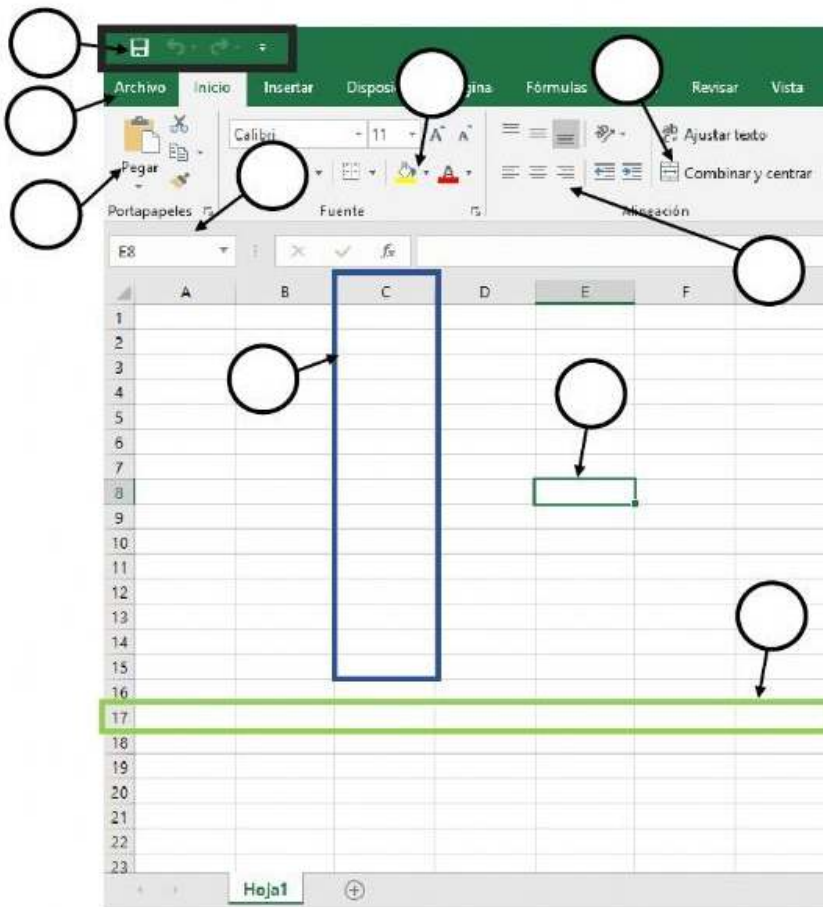 Archivo Inicio Insertar Fórmulas Revisar Vista
Calibri 11 A A
ab Ajustar texto
Pegar
A
Combinar y centrar
Portapapeles Fuente Alineación
E8 fx
A B C D E F
1
2
3
4
5
6
7
8
9
10
11
12
13
14
15
16
17
18
19
20
21
22
23
Hoja1